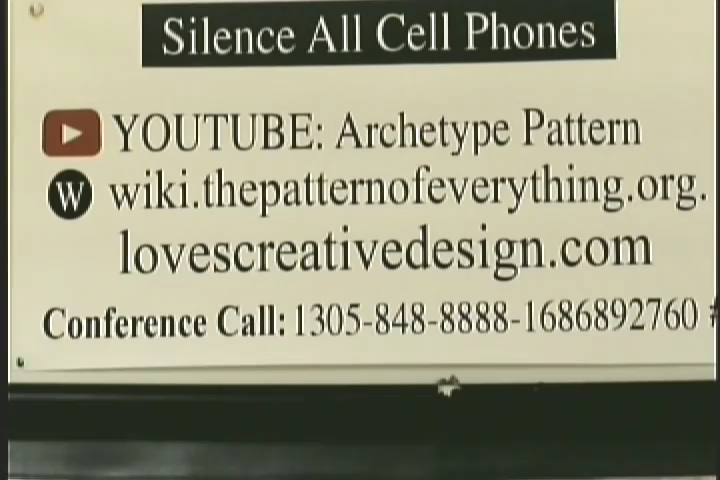 Silence All Cell Phones
YOUTUBE: Archetype Pattern
W wiki.thepatternofeverything.org.
lovescreativedesign.com
Conference Call: 1305-848-8888-1686892760 #